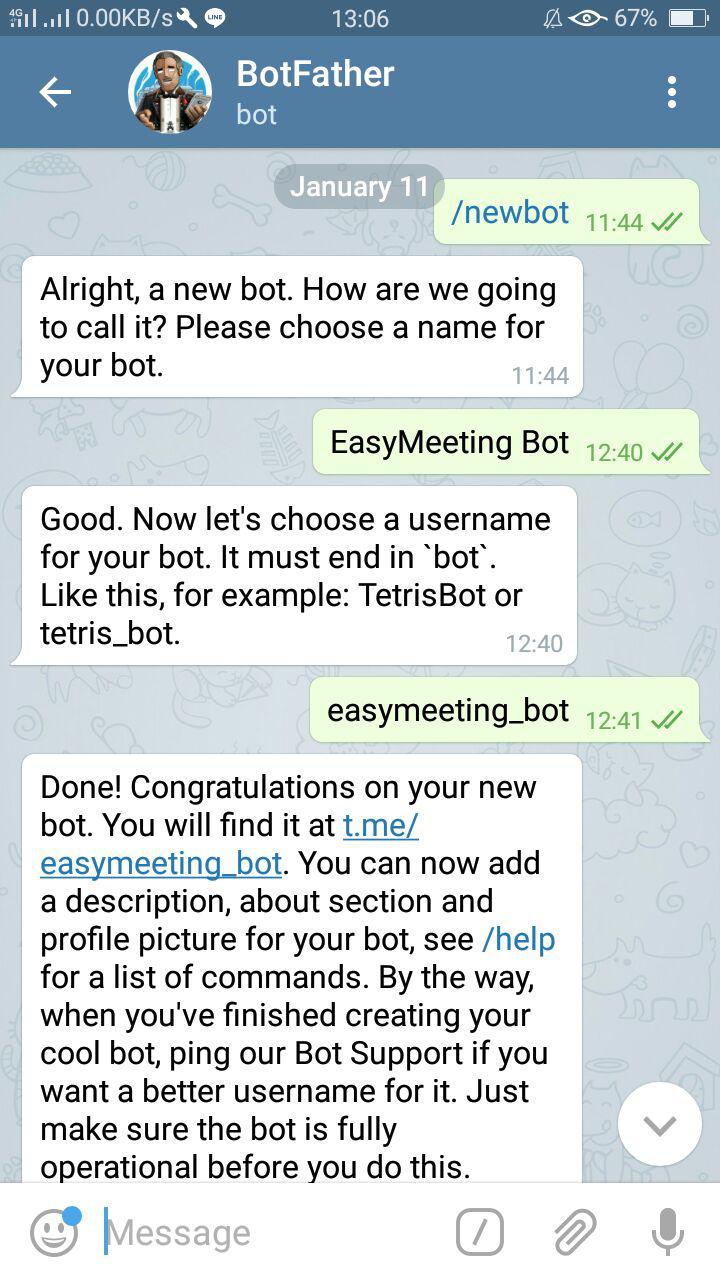 4G 0.00KB/s LINE 13:06 67%
BotFather
bot
January 11
/newbot 11:44
Alright, a new bot. How are we going
to call it? Please choose a name for
your bot.
11:44
EasyMeeting Bot 12:40
Good. Now let's choose a username
for your bot. It must end in `bot`.
Like this, for example: TetrisBot or
tetris_bot.
12:40
easymeeting_bot 12:41
Done! Congratulations on your new
bot. You will find it at t.me/
easymeeting_bot. You can now add
a description, about section and
profile picture for your bot, see /help
for a list of commands. By the way,
when you've finished creating your
cool bot, ping our Bot Support if you
want a better username for it. Just
make sure the bot is fully
operational before you do this.
Message